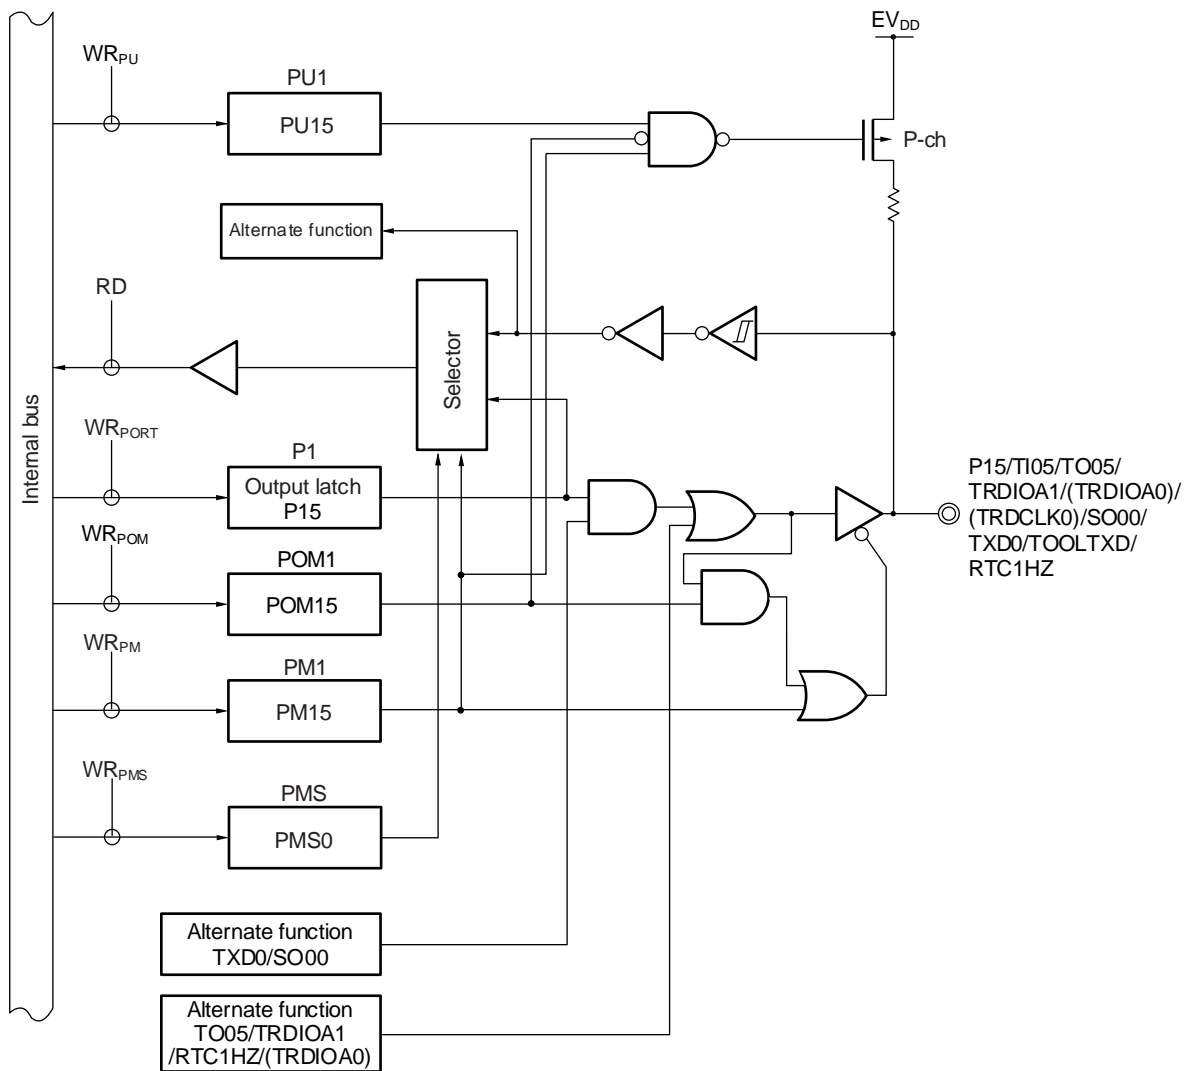 EVDD
WRPU
PU1
PU15
P-ch
Alternate function
RD
Selector
Internal bus
WRPORT
P1
Output latch
P15
P15/TI05/TO05/
TRDIOA1/(TRDIOA0)/
(TRDCLK0)/SO00/
TXD0/TOOLTXD/
RTC1HZ
WRPOM
POM1
POM15
WRPM
PM1
PM15
WRPMS
PMS
PMS0
Alternate function
TXD0/SO00
Alternate function
TO05/TRDIOA1
/RTC1HZ/(TRDIOA0)